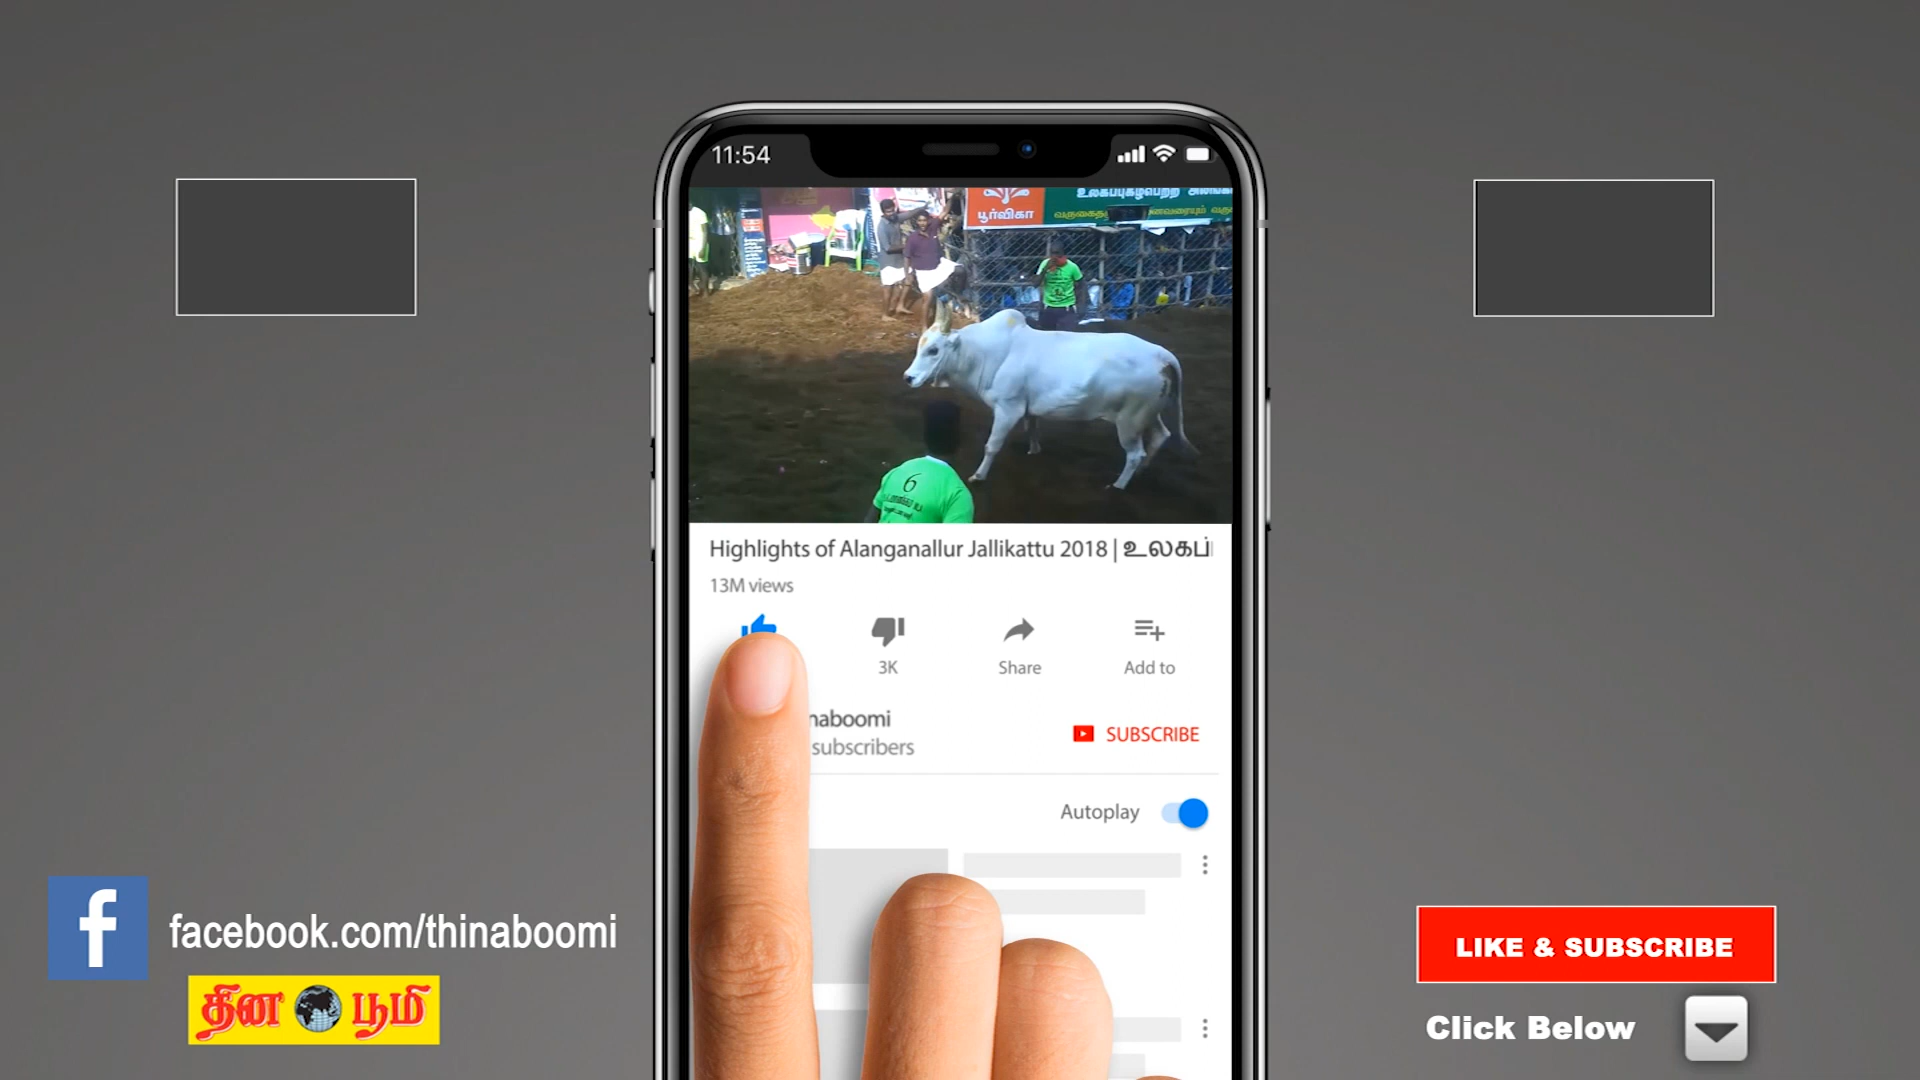 11:54
பூர்விகா
6
Highlights of Alanganallur Jallikattu 2018 | உலகப்
13M views
3K
Share
Add to
naboomi
subscribers
SUBSCRIBE
Autoplay
facebook.com/thinaboomi
தின பூமி
LIKE & SUBSCRIBE
Click Below